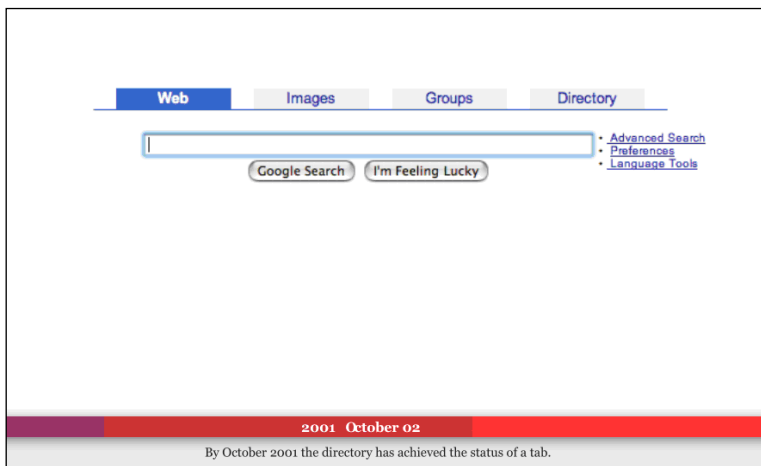 Web Images Groups Directory
• Advanced Search
• Preferences
• Language Tools
Google Search I'm Feeling Lucky
2001 October 02
By October 2001 the directory has achieved the status of a tab.